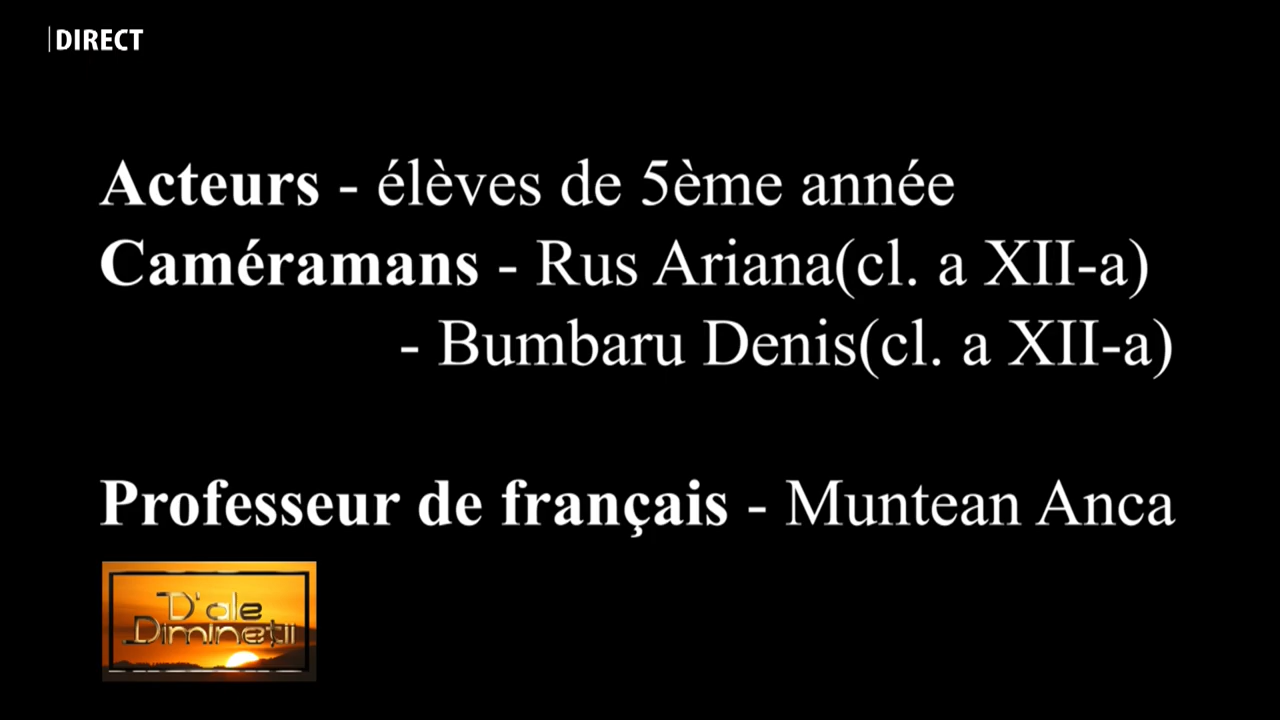 DIRECT
Acteurs - élèves de 5ème année
Caméramans - Rus Ariana(cl. a XII-a)
- Bumbaru Denis(cl. a XII-a)
Professeur de français - Muntean Anca
D'ale
Dimineții